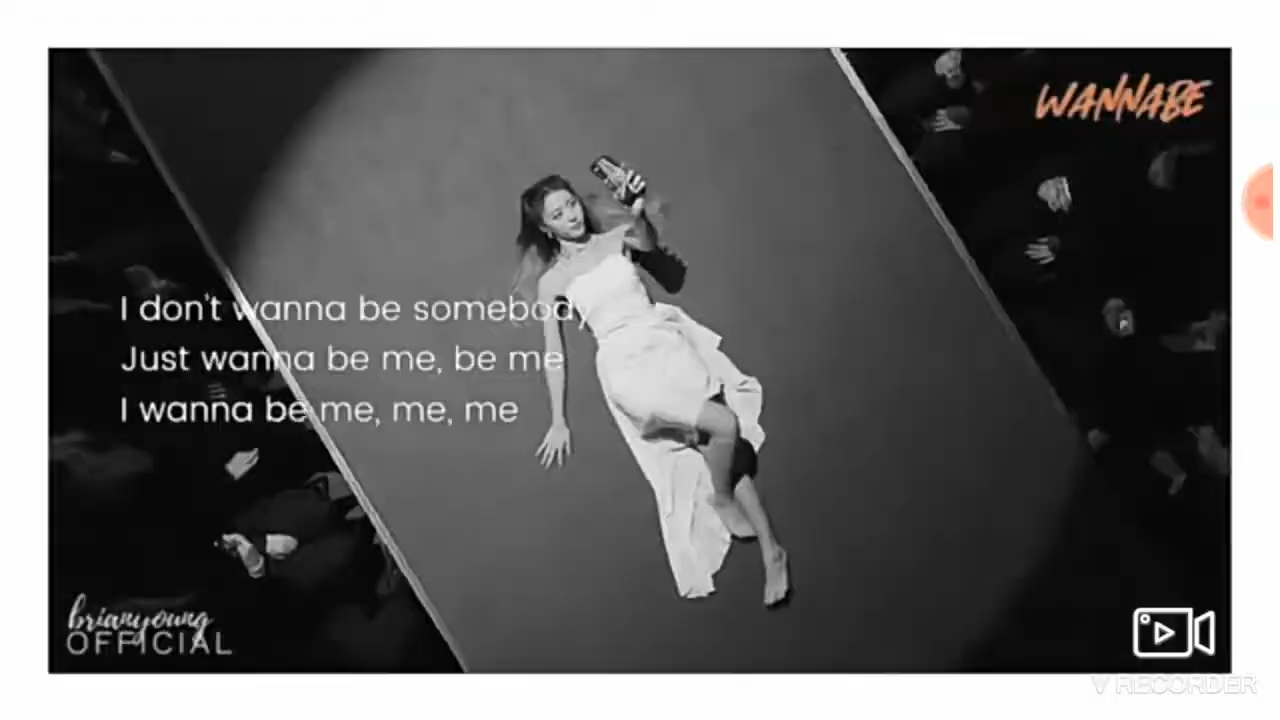 WANNABE
I don't wanna be somebody
Just wanna be me, be me
I wanna be me, me, me
brianyoung
OFFICIAL
V RECORDER